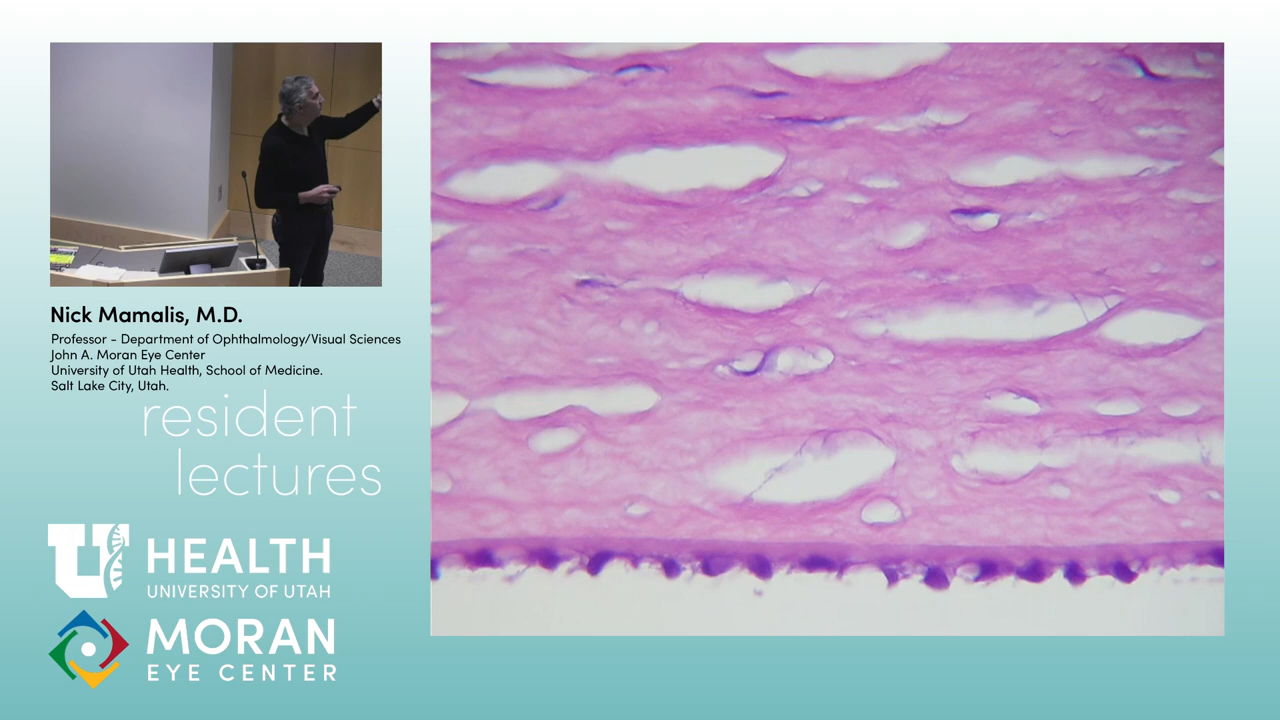 Nick Mamalis, M.D.
Professor - Department of Ophthalmology/Visual Sciences
John A. Moran Eye Center
University of Utah Health, School of Medicine.
Salt Lake City, Utah.
resident
lectures
U HEALTH
UNIVERSITY OF UTAH
MORAN
EYE CENTER